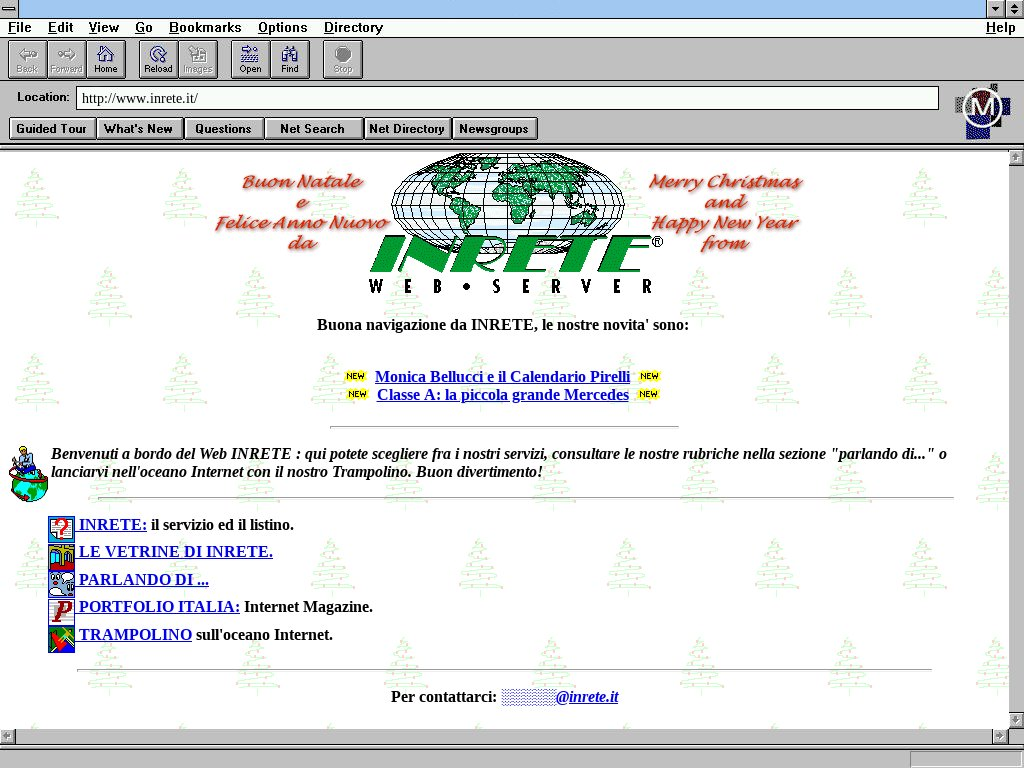 File Edit View Go Bookmarks Options Directory Help
Back Forward Home Reload Images Open Find Stop
Location: http://www.inrete.it/
M
Guided Tour What's New Questions Net Search Net Directory Newsgroups
Buon Natale
e
Felice Anno Nuovo
da
INRETE®
WEB • SERVER
Merry Christmas
and
Happy New Year
from
Buona navigazione da INRETE, le nostre novita' sono:
NEW Monica Bellucci e il Calendario Pirelli NEW
NEW Classe A: la piccola grande Mercedes NEW
Benvenuti a bordo del Web INRETE : qui potete scegliere fra i nostri servizi, consultare le nostre rubriche nella sezione "parlando di..." o
lanciarvi nell'oceano Internet con il nostro Trampolino. Buon divertimento!
? INRETE: il servizio ed il listino.
LE VETRINE DI INRETE.
PARLANDO DI ...
P PORTFOLIO ITALIA: Internet Magazine.
TRAMPOLINO sull'oceano Internet.
Per contattarci: @inrete.it